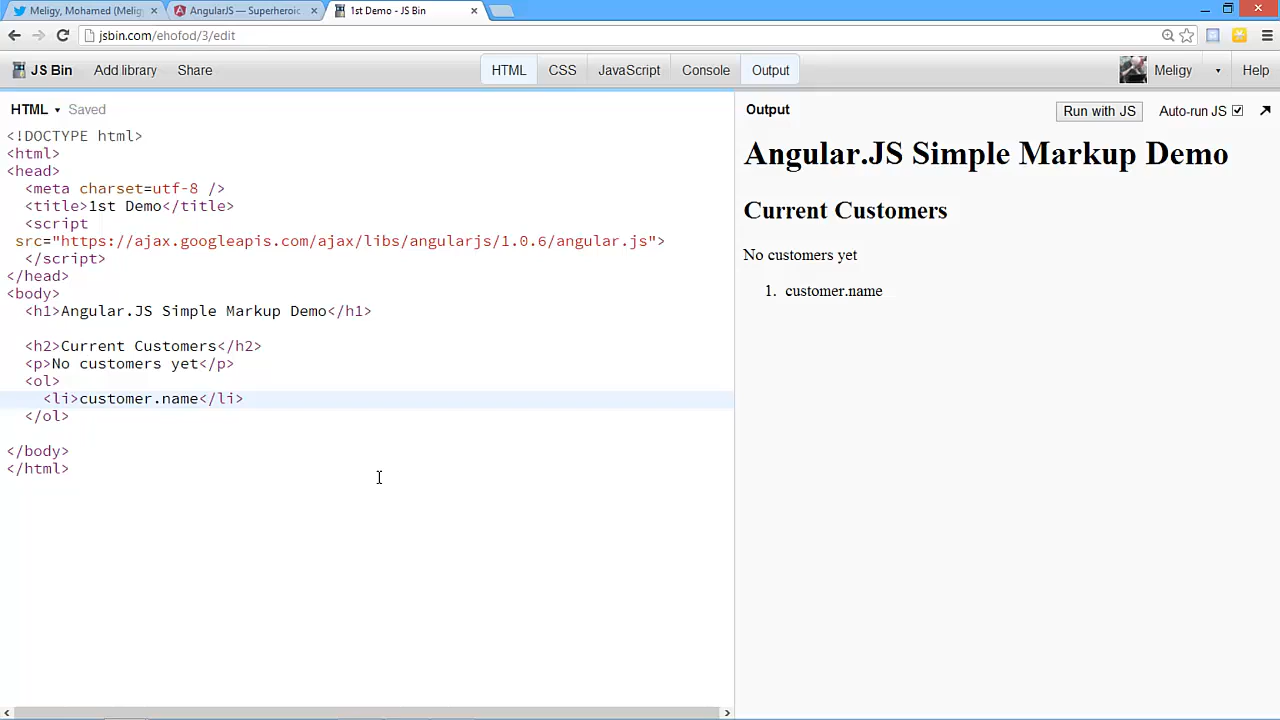 Meligy, Mohamed (Melig
AngularJS — Superheroic
1st Demo - JS Bin
jsbin.com/ehofod/3/edit
JS Bin Add library Share HTML CSS JavaScript Console Output Meligy Help
HTML Saved
<!DOCTYPE html>
<html>
<head>
<meta charset=utf-8 />
<title>1st Demo</title>
<script
src="https://ajax.googleapis.com/ajax/libs/angularjs/1.0.6/angular.js">
</script>
</head>
<body>
<h1>Angular.JS Simple Markup Demo</h1>
<h2>Current Customers</h2>
<p>No customers yet</p>
<ol>
<li>customer.name</li>
</ol>
</body>
</html>
Output Run with JS Auto-run JS
Angular.JS Simple Markup Demo
Current Customers
No customers yet
1. customer.name